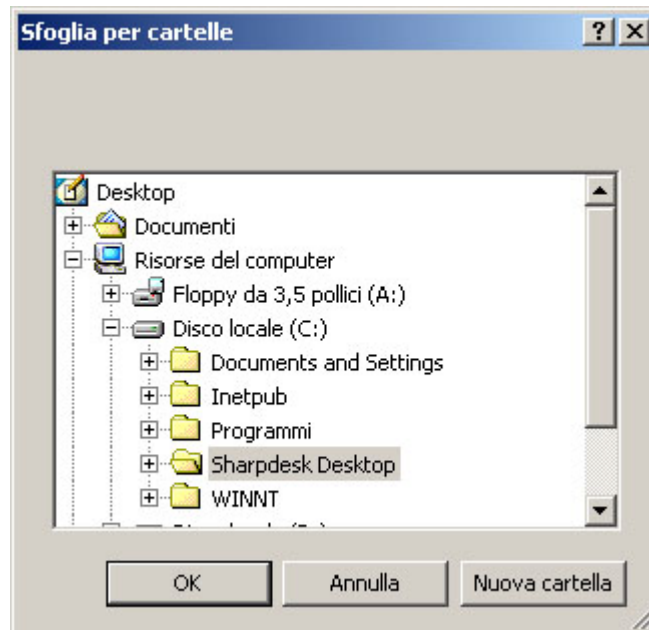 Sfoglia per cartelle
Desktop
Documenti
Risorse del computer
Floppy da 3,5 pollici (A:)
Disco locale (C:)
Documents and Settings
Inetpub
Programmi
Sharpdesk Desktop
WINNT
OK Annulla Nuova cartella